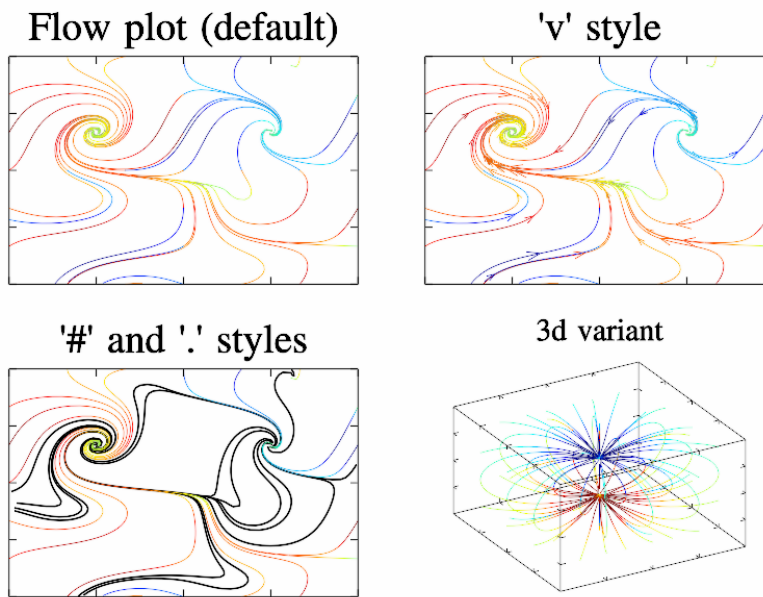 Flow plot (default)
'v' style
'#' and '.' styles
3d variant